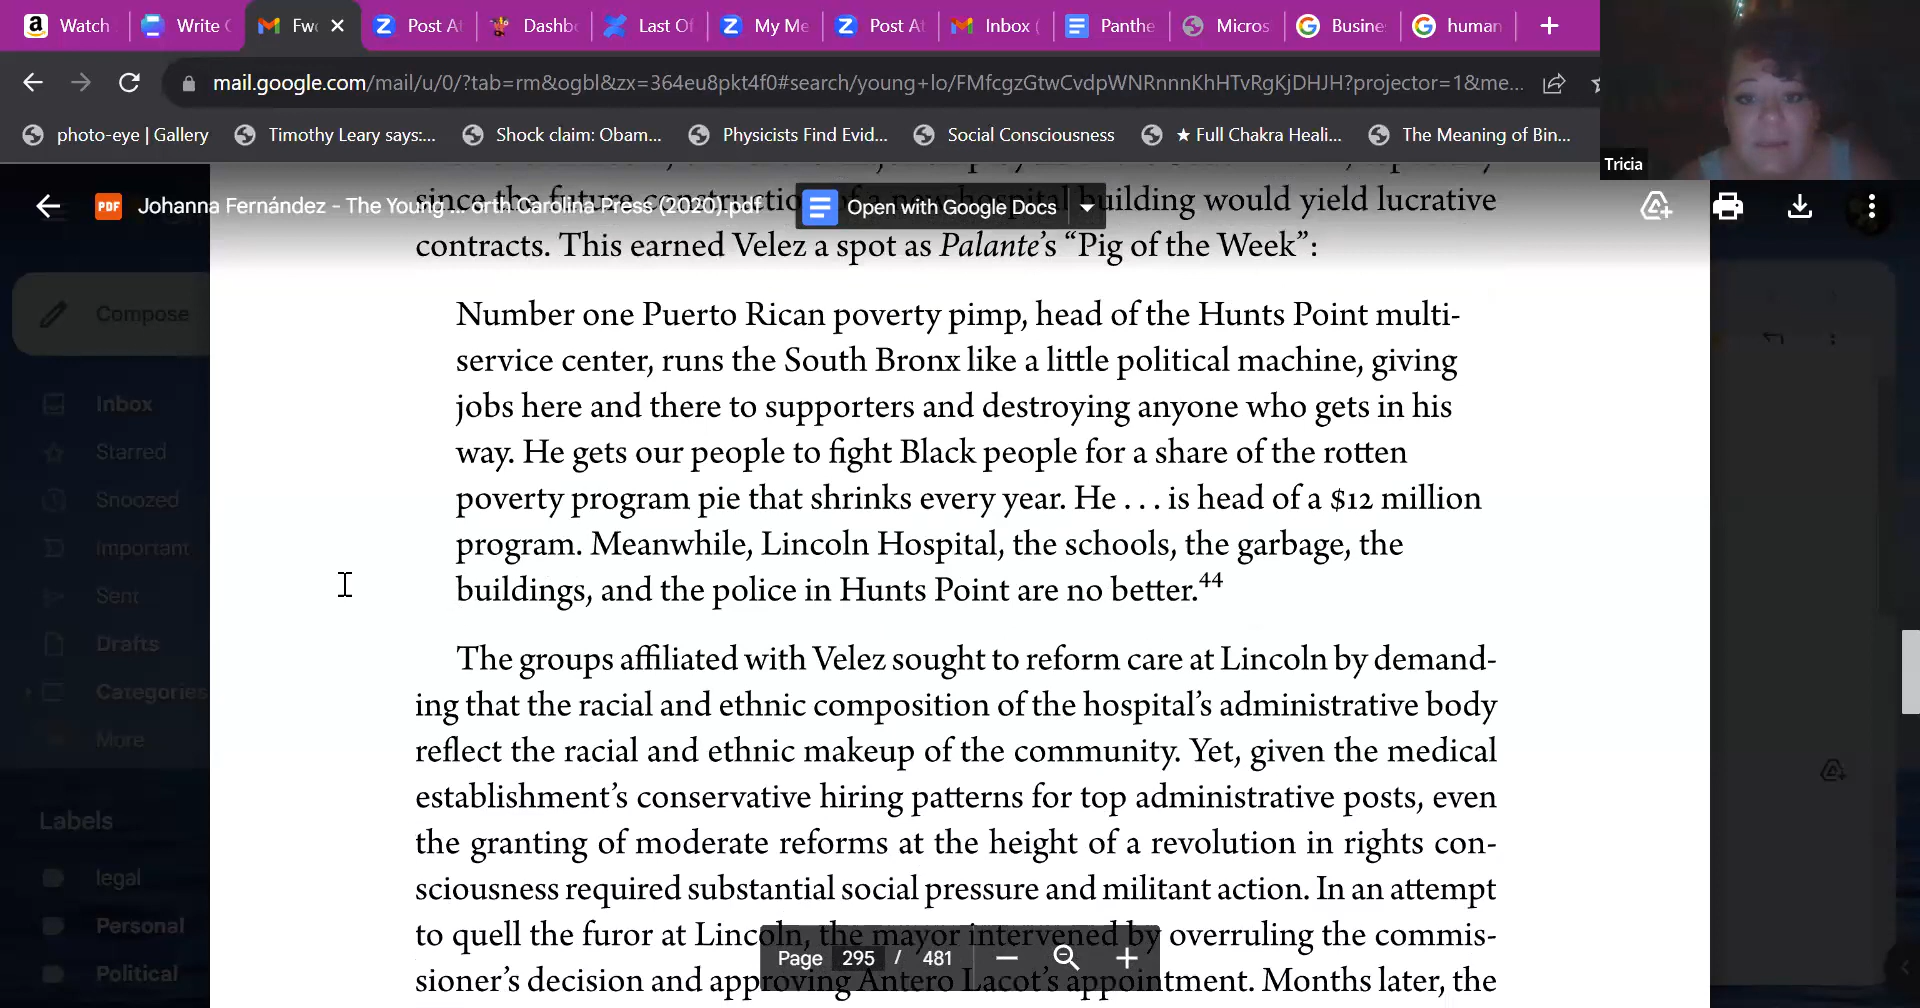 Watch
Write C
Fwd
Post At
Dashb
Last Of
My Me
Post At
Inbox (
Panthe
Micros
Busine
human
mail.google.com/mail/u/0/?tab=rm&ogbl&zx=364eu8pkt4f0#search/young+lo/FMfcgzGtwCvdpWNRnnnKhHTvRgKjDHJH?projector=1&me...
photo-eye | Gallery
Timothy Leary says:...
Shock claim: Obam...
Physicists Find Evid...
Social Consciousness
★ Full Chakra Heali...
The Meaning of Bin...
Tricia
PDF
Johanna Fernández - The Young ... orth Carolina Press (2020).pdf
Open with Google Docs
since the future construction of a new hospital building would yield lucrative
contracts. This earned Velez a spot as Palante’s “Pig of the Week”:
Number one Puerto Rican poverty pimp, head of the Hunts Point multi-
service center, runs the South Bronx like a little political machine, giving
jobs here and there to supporters and destroying anyone who gets in his
way. He gets our people to fight Black people for a share of the rotten
poverty program pie that shrinks every year. He . . . is head of a $12 million
program. Meanwhile, Lincoln Hospital, the schools, the garbage, the
buildings, and the police in Hunts Point are no better.44
The groups affiliated with Velez sought to reform care at Lincoln by demand-
ing that the racial and ethnic composition of the hospital’s administrative body
reflect the racial and ethnic makeup of the community. Yet, given the medical
establishment’s conservative hiring patterns for top administrative posts, even
the granting of moderate reforms at the height of a revolution in rights con-
sciousness required substantial social pressure and militant action. In an attempt
to quell the furor at Lincoln, the mayor intervened by overruling the commis-
sioner’s decision and approving Antero Lacot’s appointment. Months later, the
Page 295 / 481
Compose
Inbox
Starred
Snoozed
Important
Sent
Drafts
Categories
More
Labels
legal
Personal
Political